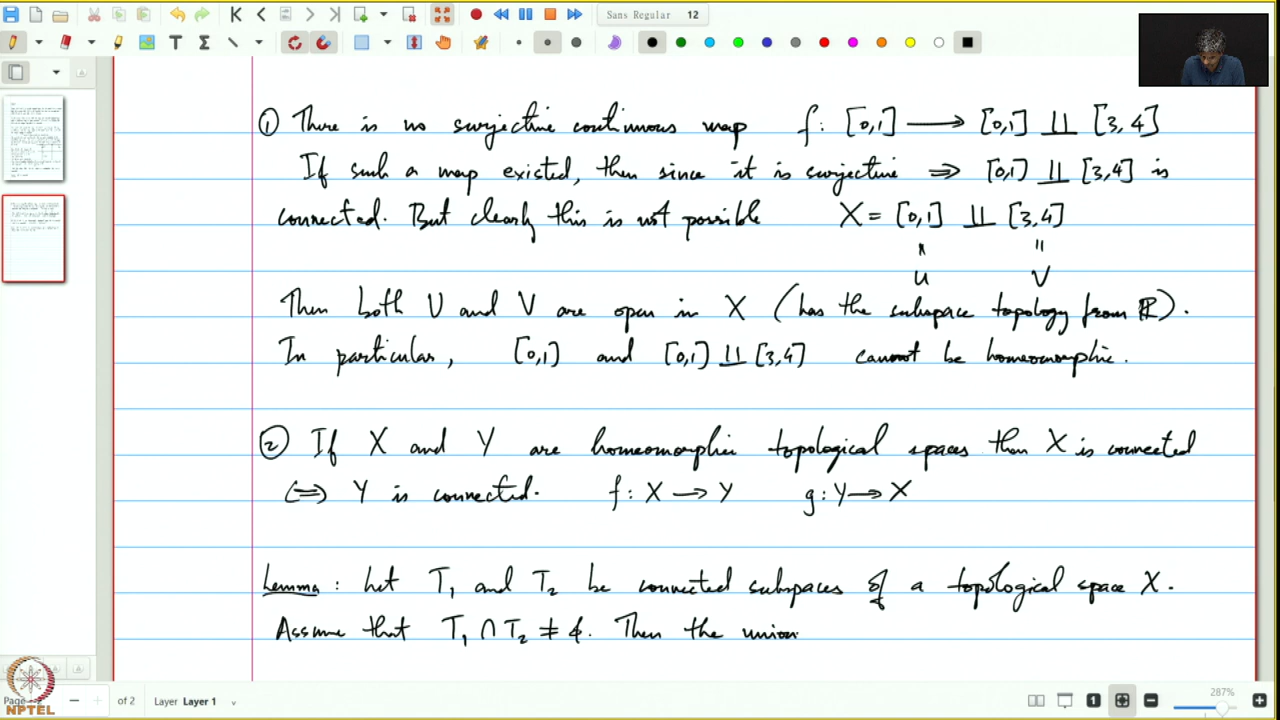 Sans Regular 12
① There is no surjective continuous map f : [0,1] ⟶ [0,1] ⨿ [3,4]
If such a map existed, then since it is surjective ⟹ [0,1] ⨿ [3,4] is
connected. But clearly this is not possible X = [0,1] ⨿ [3,4]
" "
U V
Then both U and V are open in X (has the subspace topology from ℝ).
In particular, [0,1] and [0,1] ⨿ [3,4] cannot be homeomorphic.
② If X and Y are homeomorphic topological spaces then X is connected
⟺ Y is connected. f : X ⟶ Y g : Y ⟶ X
Lemma : Let T₁ and T₂ be connected subspaces of a topological space X.
Assume that T₁ ∩ T₂ ≠ ϕ. Then the union
NPTEL
of 2 Layer Layer 1 287%